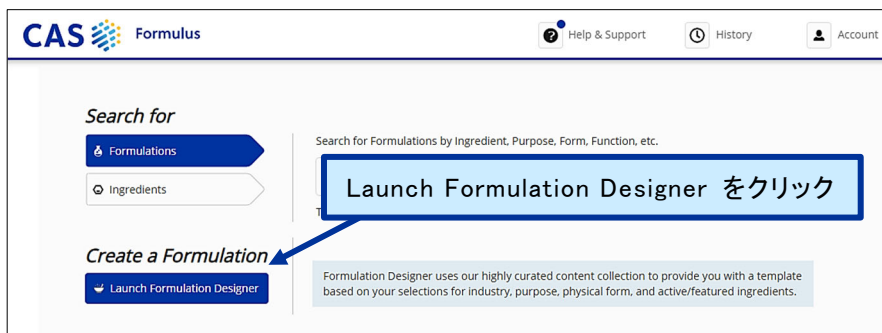 CAS Formulus
Help & Support
History
Account
Search for
Formulations
Ingredients
Search for Formulations by Ingredient, Purpose, Form, Function, etc.
Launch Formulation Designer をクリック
Create a Formulation
Launch Formulation Designer
Formulation Designer uses our highly curated content collection to provide you with a template
based on your selections for industry, purpose, physical form, and active/featured ingredients.